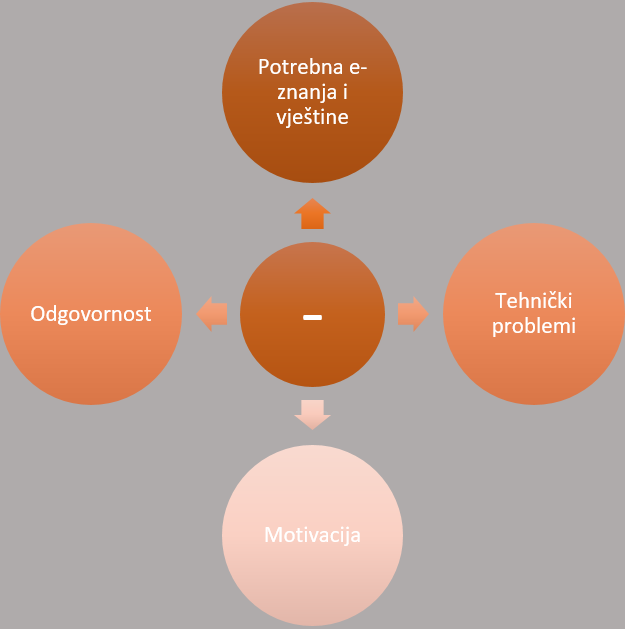 Potrebna e-
znanja i
vještine
Odgovornost
–
Tehnički
problemi
Motivacija